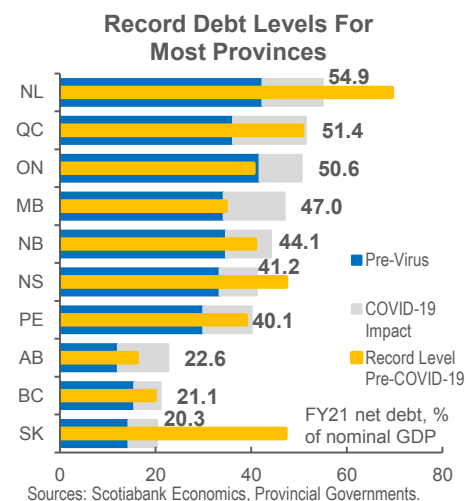 Record Debt Levels For
Most Provinces
NL 54.9
QC 51.4
ON 50.6
MB 47.0
NB 44.1
NS 41.2
PE 40.1
AB 22.6
BC 21.1
SK 20.3
Pre-Virus
COVID-19
Impact
Record Level
Pre-COVID-19
FY21 net debt, %
of nominal GDP
0 20 40 60 80
Sources: Scotiabank Economics, Provincial Governments.